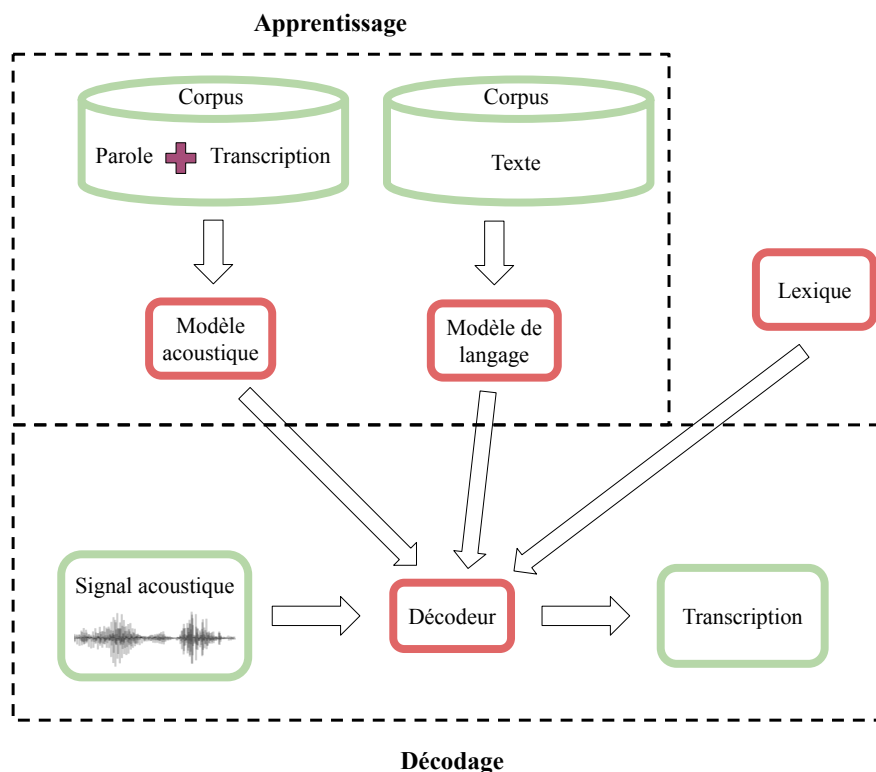 Apprentissage
Corpus
Parole
Transcription
Corpus
Texte
Modèle
acoustique
Modèle de
langage
Lexique
Signal acoustique
Décodeur
Transcription
Décodage